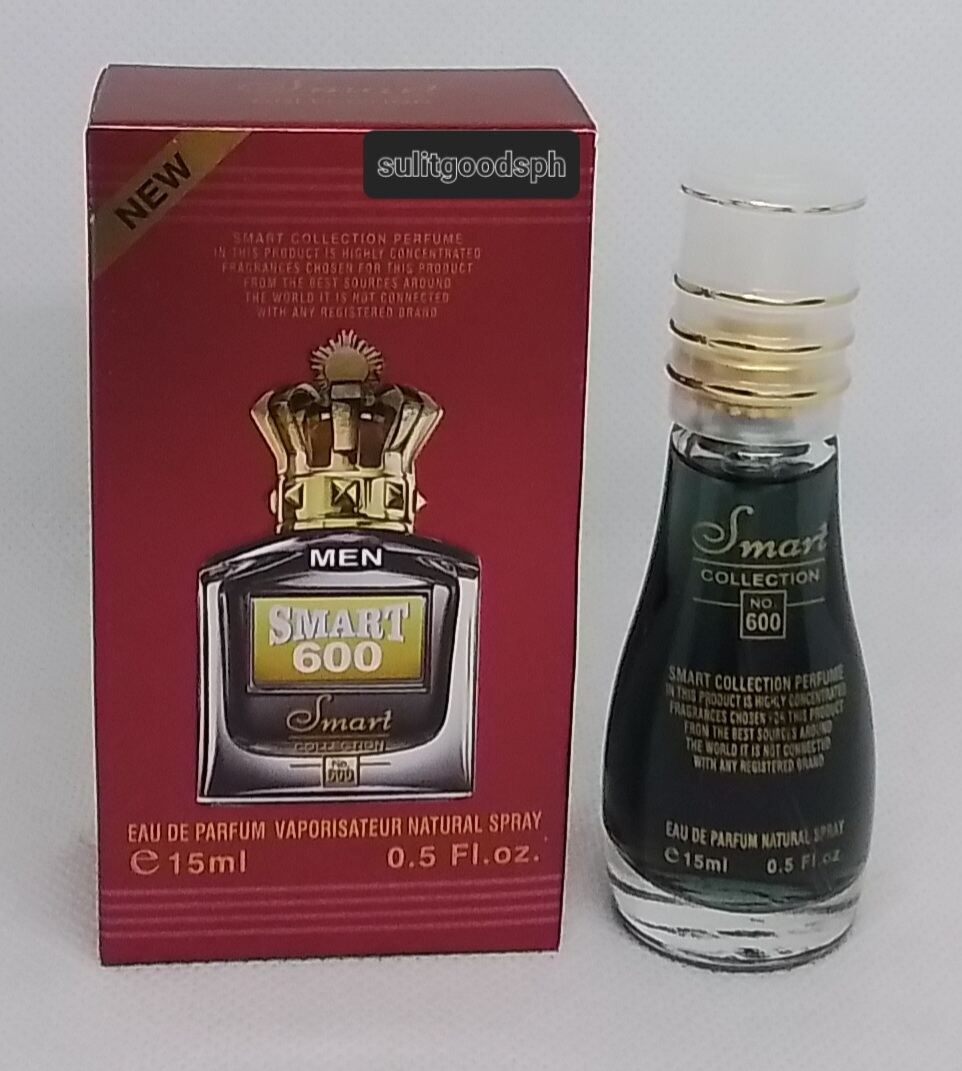 Smart
sulitgoodsph
NEW
SMART COLLECTION PERFUME
IN THIS PRODUCT IS HIGHLY CONCENTRATED
FRAGRANCES CHOSEN FOR THIS PRODUCT
FROM THE BEST SOURCES AROUND
THE WORLD IT IS NOT CONNECTED
WITH ANY REGISTERED BRAND
MEN
SMART
600
Smart
COLLECTION
No.
600
EAU DE PARFUM VAPORISATEUR NATURAL SPRAY
e 15ml 0.5 Fl.oz.
Smart
COLLECTION
NO.
600
SMART COLLECTION PERFUME
IN THIS PRODUCT IS HIGHLY CONCENTRATED
FRAGRANCES CHOSEN FOR THIS PRODUCT
FROM THE BEST SOURCES AROUND
THE WORLD IT IS NOT CONNECTED
WITH ANY REGISTERED BRAND
EAU DE PARFUM NATURAL SPRAY
e 15ml 0.5 Fl.oz